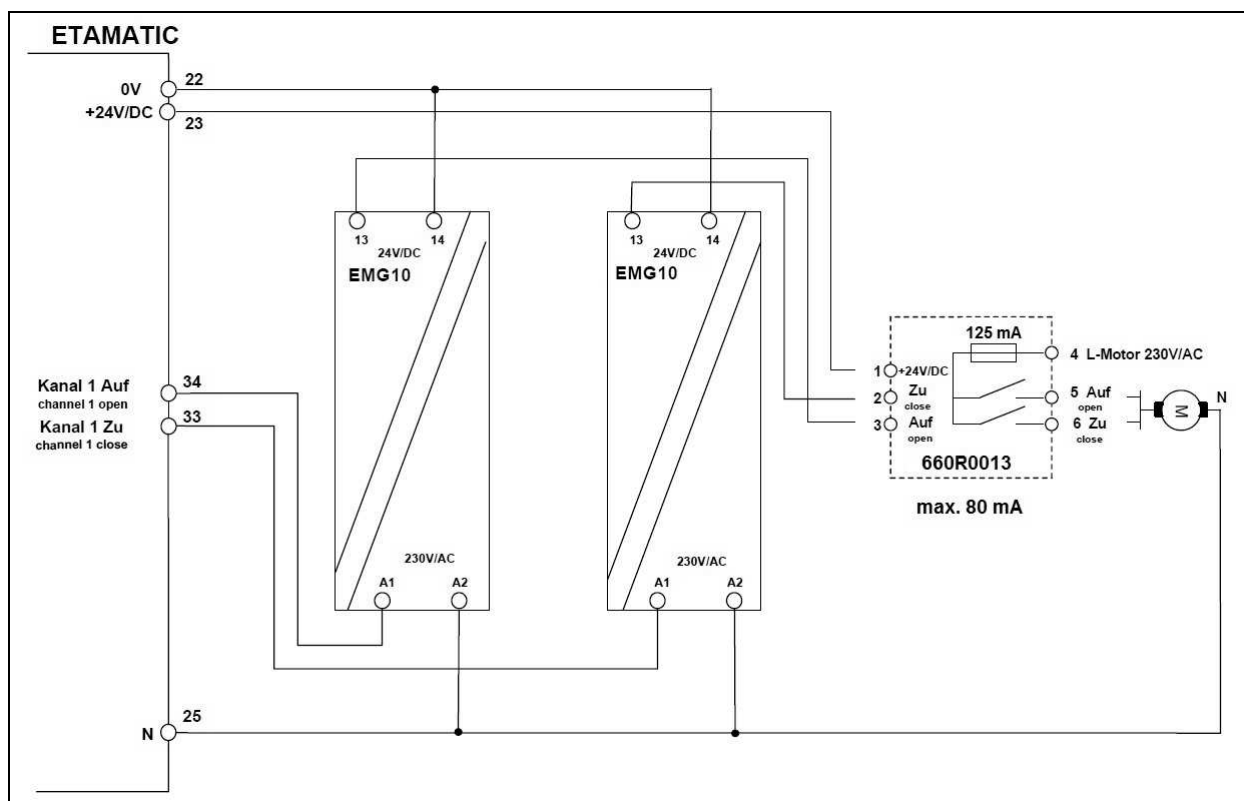 ETAMATIC
0V
22
+24V/DC
23
13
14
24V/DC
EMG10
13
14
24V/DC
EMG10
125 mA
4 L-Motor 230V/AC
1
+24V/DC
2
Zu
close
3
Auf
open
5 Auf
open
6 Zu
close
M
N
660R0013
max. 80 mA
Kanal 1 Auf
channel 1 open
34
Kanal 1 Zu
channel 1 close
33
230V/AC
A1
A2
230V/AC
A1
A2
N
25